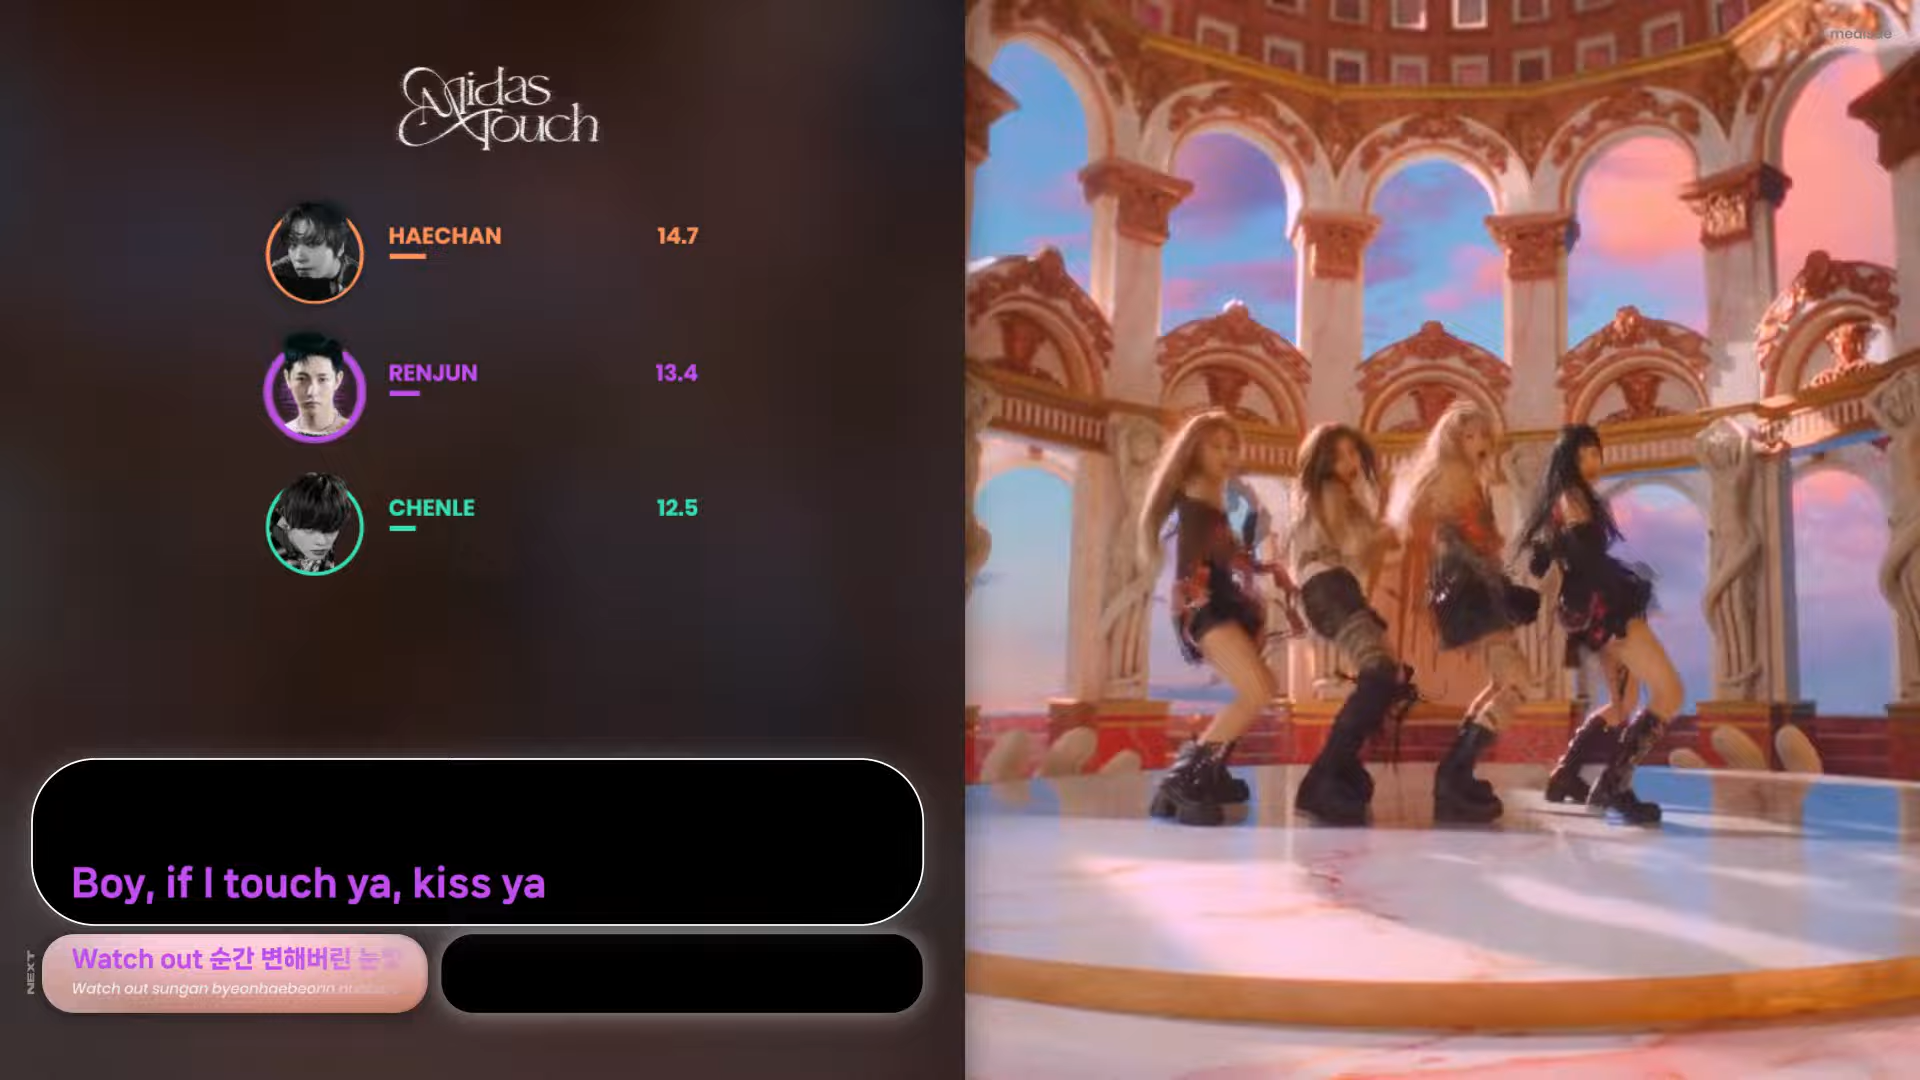 Midas
Touch
HAECHAN
14.7
RENJUN
13.4
CHENLE
12.5
Boy, if I touch ya, kiss ya
NEXT
Watch out 순간 변해버린
Watch out sungan byeonhaebeorin